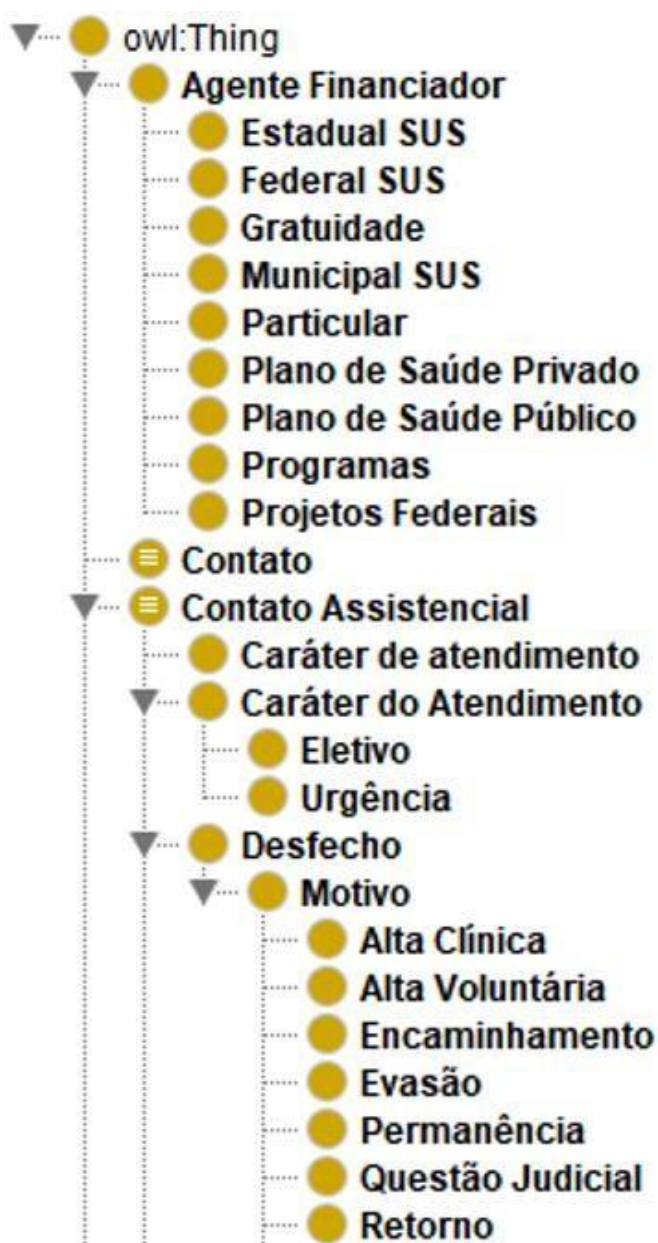 owl:Thing
Agente Financiador
Estadual SUS
Federal SUS
Gratuidade
Municipal SUS
Particular
Plano de Saúde Privado
Plano de Saúde Público
Programas
Projetos Federais
Contato
Contato Assistencial
Caráter de atendimento
Caráter do Atendimento
Eletivo
Urgência
Desfecho
Motivo
Alta Clínica
Alta Voluntária
Encaminhamento
Evasão
Permanência
Questão Judicial
Retorno